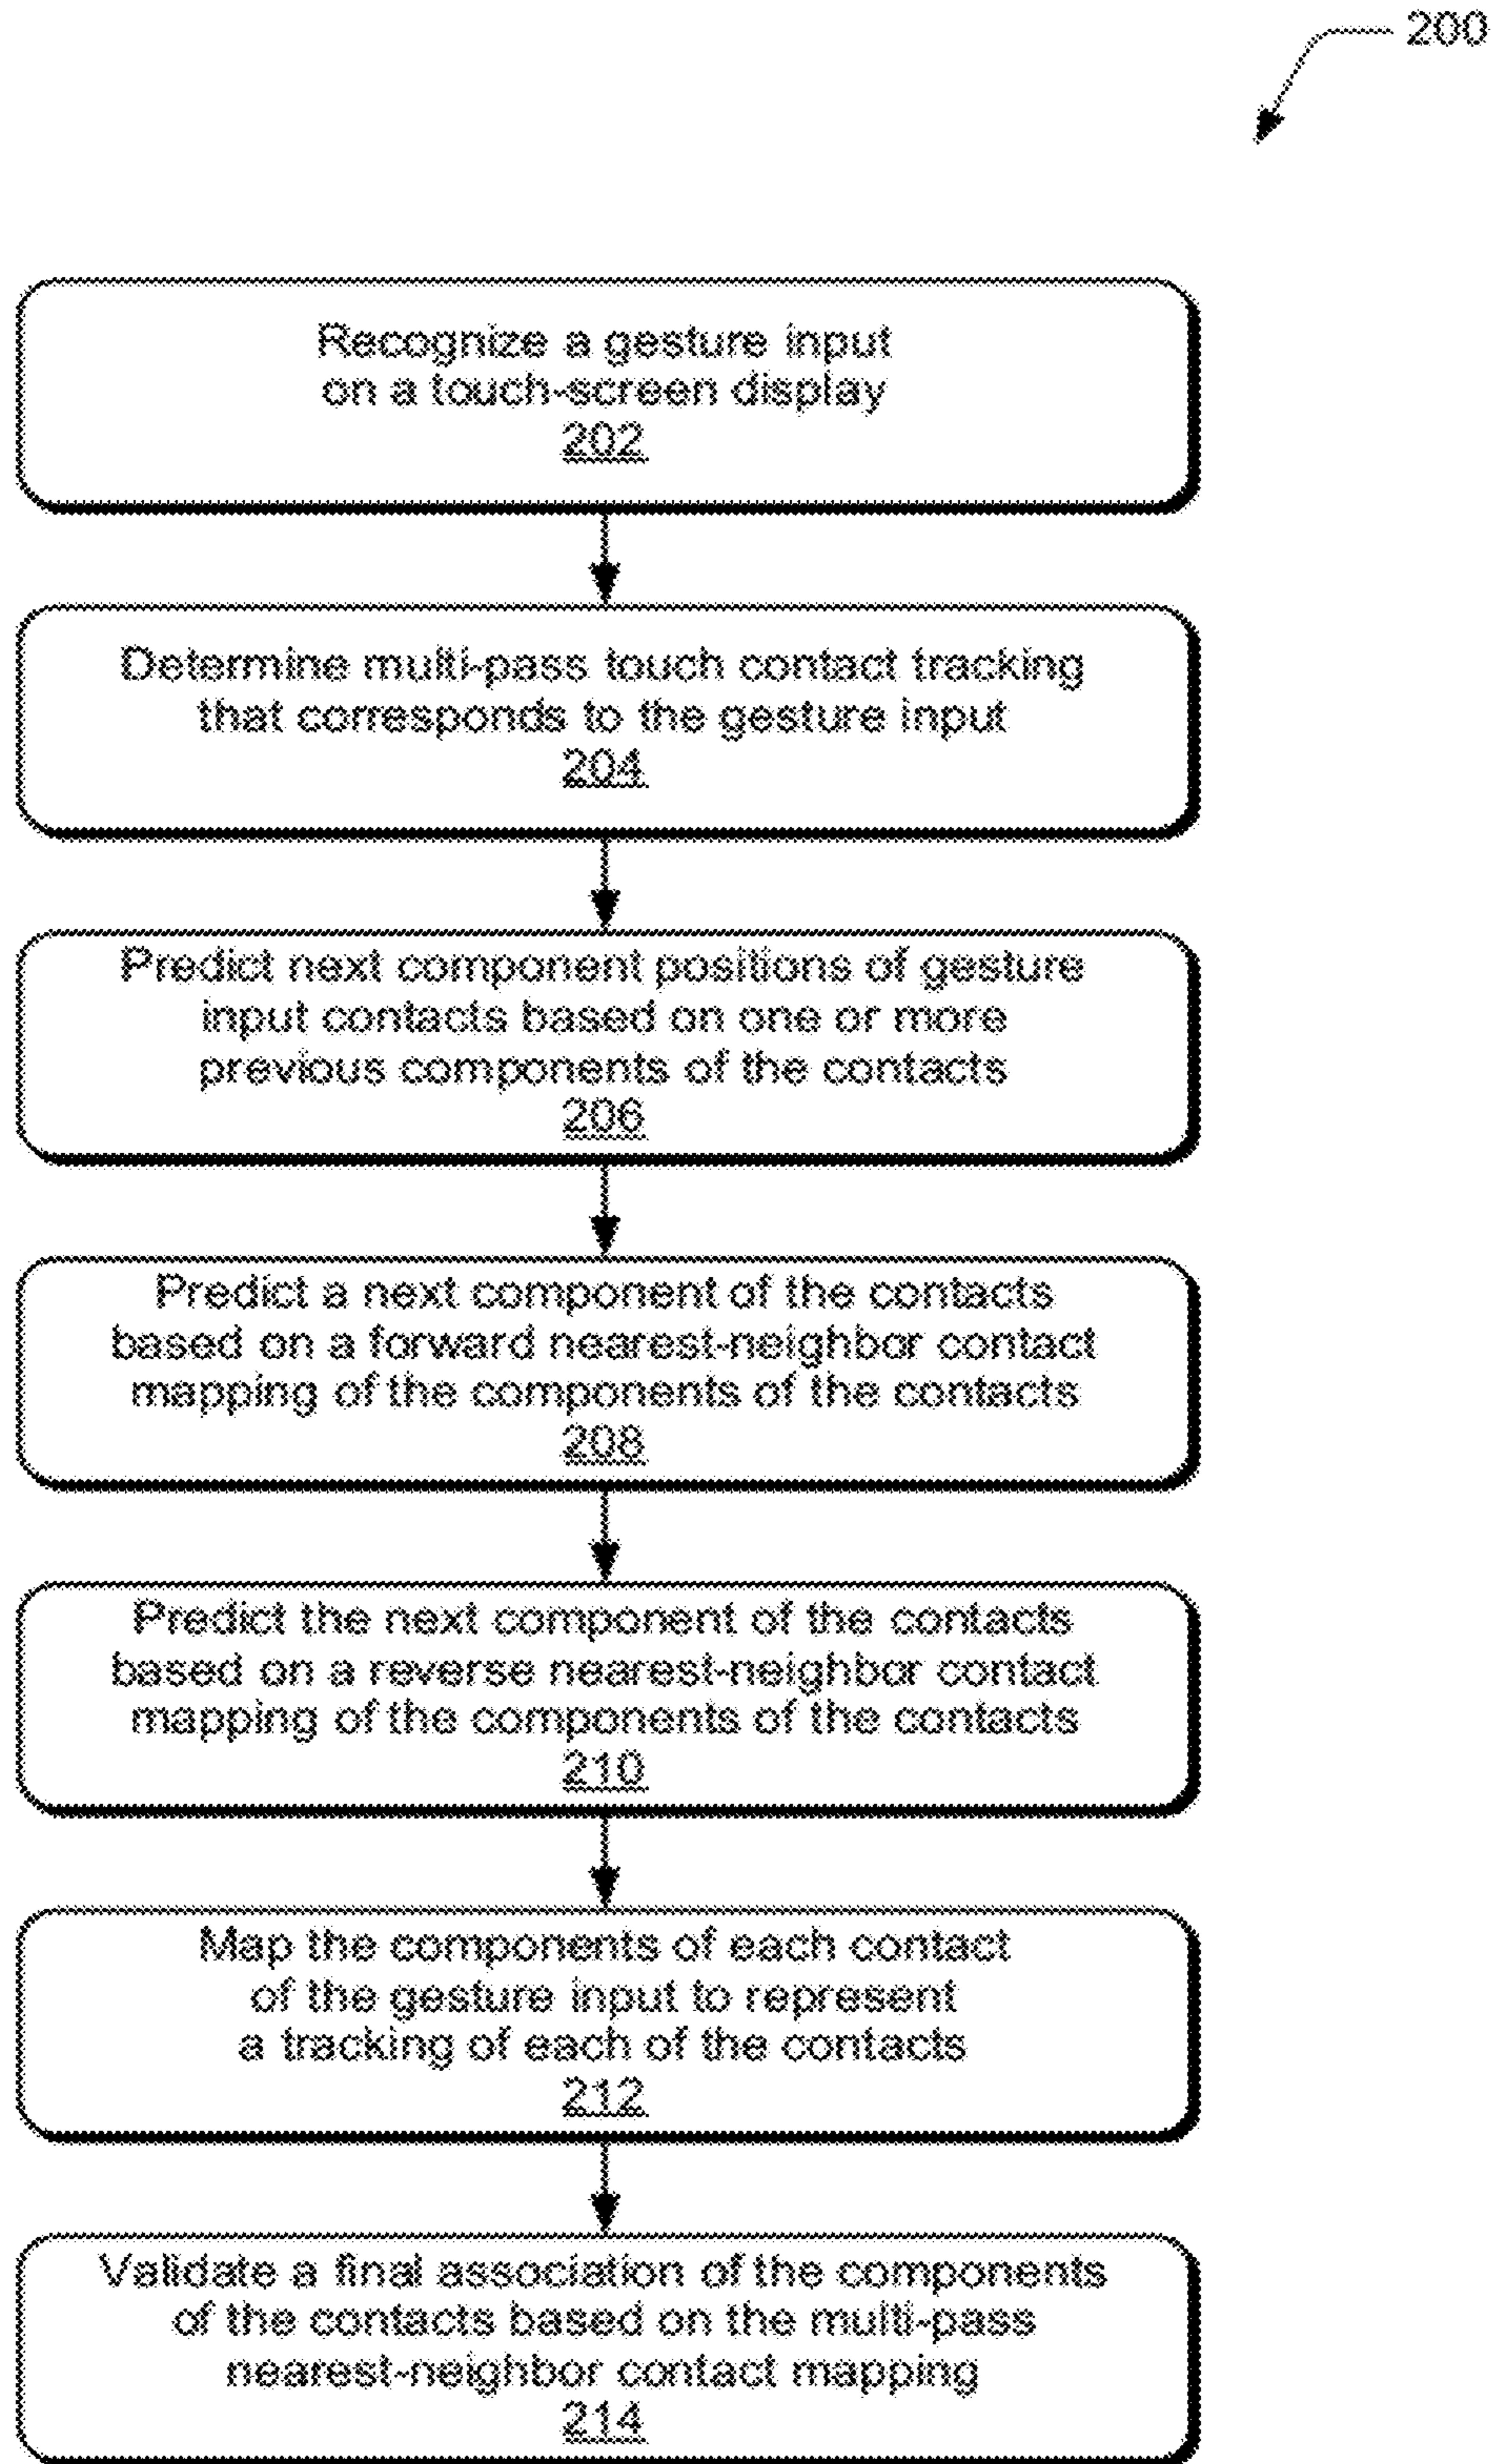 200
Recognize a gesture input
on a touch-screen display
202
Determine multi-pass touch contact tracking
that corresponds to the gesture input
204
Predict next component positions of gesture
input contacts based on one or more
previous components of the contacts
206
Predict a next component of the contacts
based on a forward nearest-neighbor contact
mapping of the components of the contacts
208
Predict the next component of the contacts
based on a reverse nearest-neighbor contact
mapping of the components of the contacts
210
Map the components of each contact
of the gesture input to represent
a tracking of each of the contacts
212
Validate a final association of the components
of the contacts based on the multi-pass
nearest-neighbor contact mapping
214